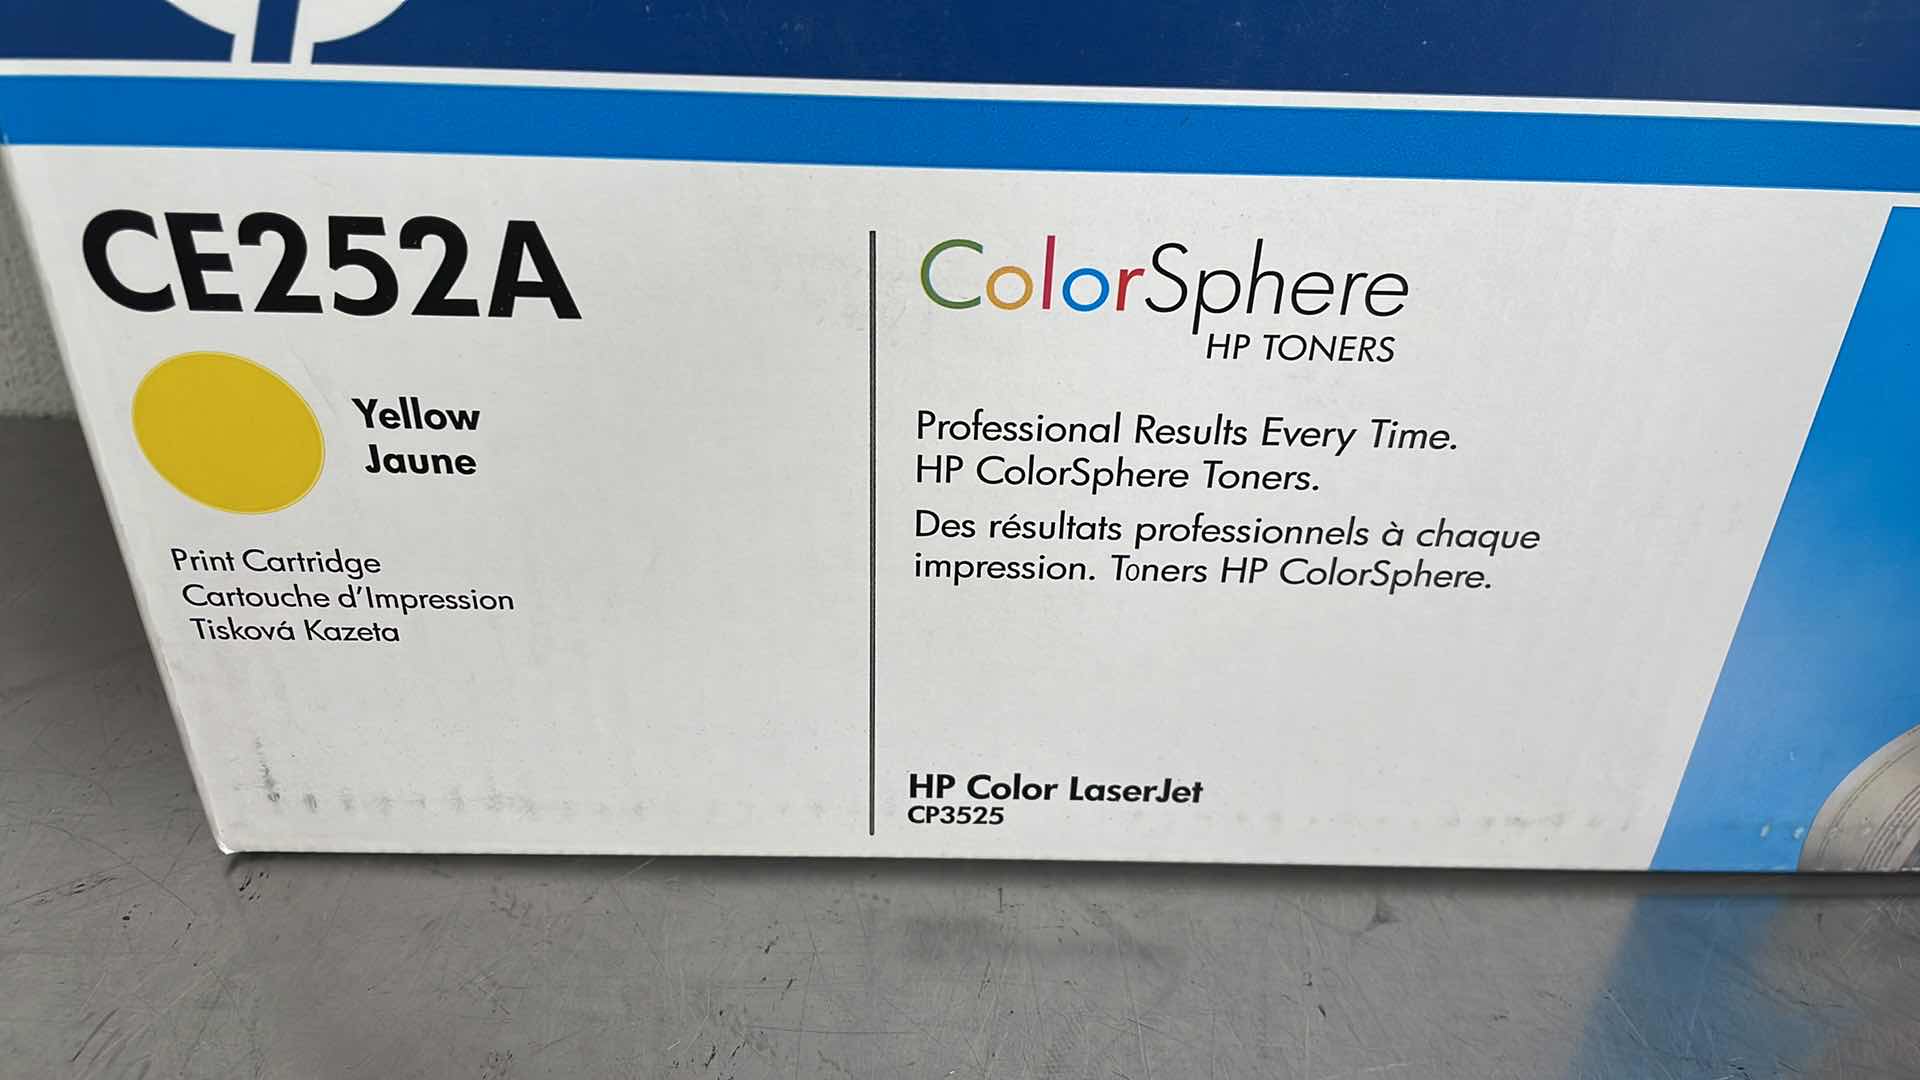 CE252A
Yellow
Jaune
Print Cartridge
Cartouche d'Impression
Tisková Kazeta
ColorSphere
HP TONERS
Professional Results Every Time.
HP ColorSphere Toners.
Des résultats professionnels à chaque
impression. Toners HP ColorSphere.
HP Color LaserJet
CP3525